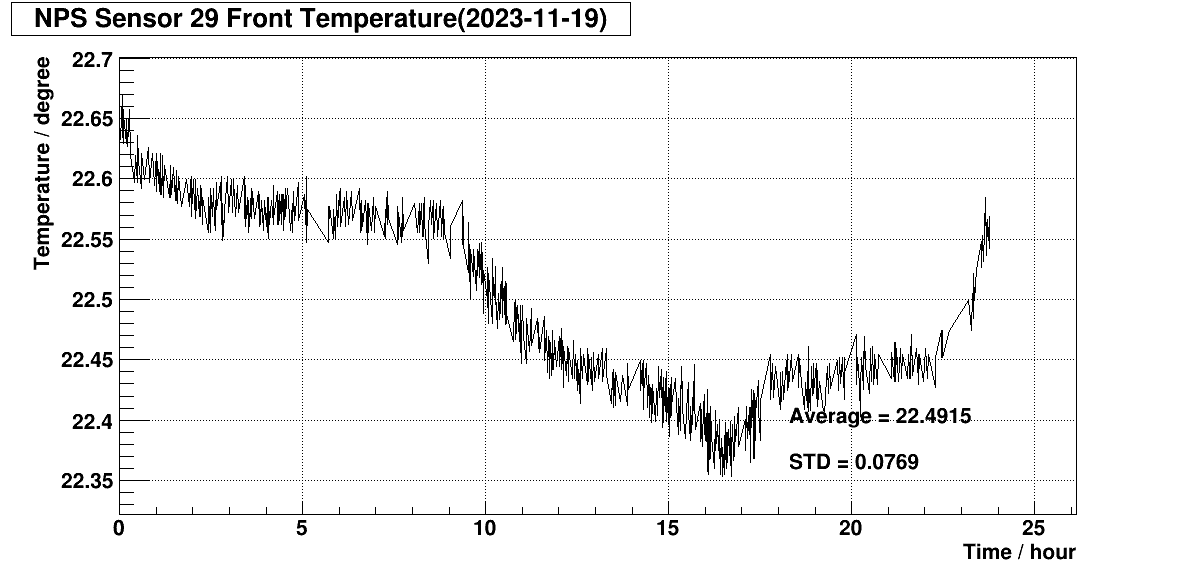 NPS Sensor 29 Front Temperature(2023-11-19)
Temperature / degree
22.7
22.65
22.6
22.55
22.5
22.45
22.4
22.35
Average = 22.4915
STD = 0.0769
0 5 10 15 20 25
Time / hour